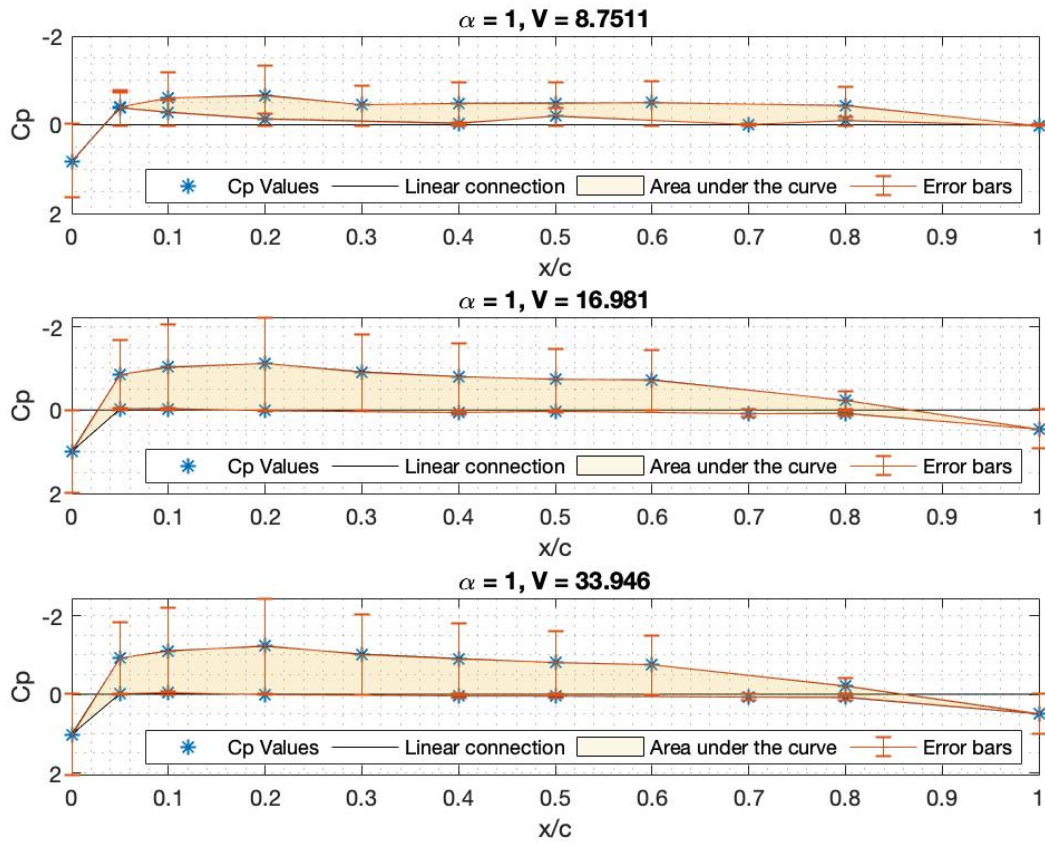 α = 1, V = 8.7511
-2
0
2
Cp
Cp Values Linear connection Area under the curve Error bars
0 0.1 0.2 0.3 0.4 0.5 0.6 0.7 0.8 0.9 1
x/c
α = 1, V = 16.981
-2
0
2
Cp
Cp Values Linear connection Area under the curve Error bars
0 0.1 0.2 0.3 0.4 0.5 0.6 0.7 0.8 0.9 1
x/c
α = 1, V = 33.946
-2
0
2
Cp
Cp Values Linear connection Area under the curve Error bars
0 0.1 0.2 0.3 0.4 0.5 0.6 0.7 0.8 0.9 1
x/c